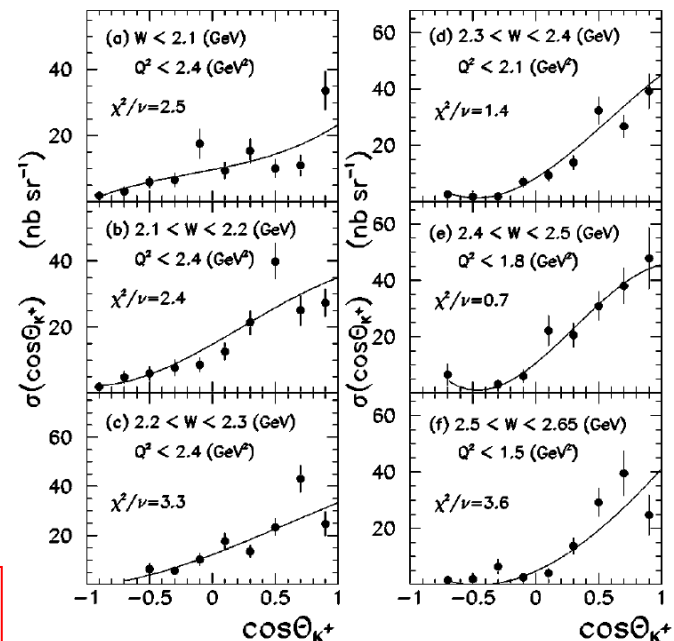 (a) W < 2.1 (GeV)
Q² < 2.4 (GeV²)
χ²/ν=2.5
40
20
(b) 2.1 < W < 2.2 (GeV)
Q² < 2.4 (GeV²)
χ²/ν=2.4
40
20
(c) 2.2 < W < 2.3 (GeV)
Q² < 2.4 (GeV²)
χ²/ν=3.3
60
40
20
-1 -0.5 0 0.5
cosΘK⁺
σ(cosΘK⁺) (nb sr⁻¹)
(d) 2.3 < W < 2.4 (GeV)
Q² < 2.1 (GeV²)
χ²/ν=1.4
60
40
20
(e) 2.4 < W < 2.5 (GeV)
Q² < 1.8 (GeV²)
χ²/ν=0.7
60
40
20
(f) 2.5 < W < 2.65 (GeV)
Q² < 1.5 (GeV²)
χ²/ν=3.6
60
40
20
-1 -0.5 0 0.5 1
cosΘK⁺
σ(cosΘK⁺) (nb sr⁻¹)